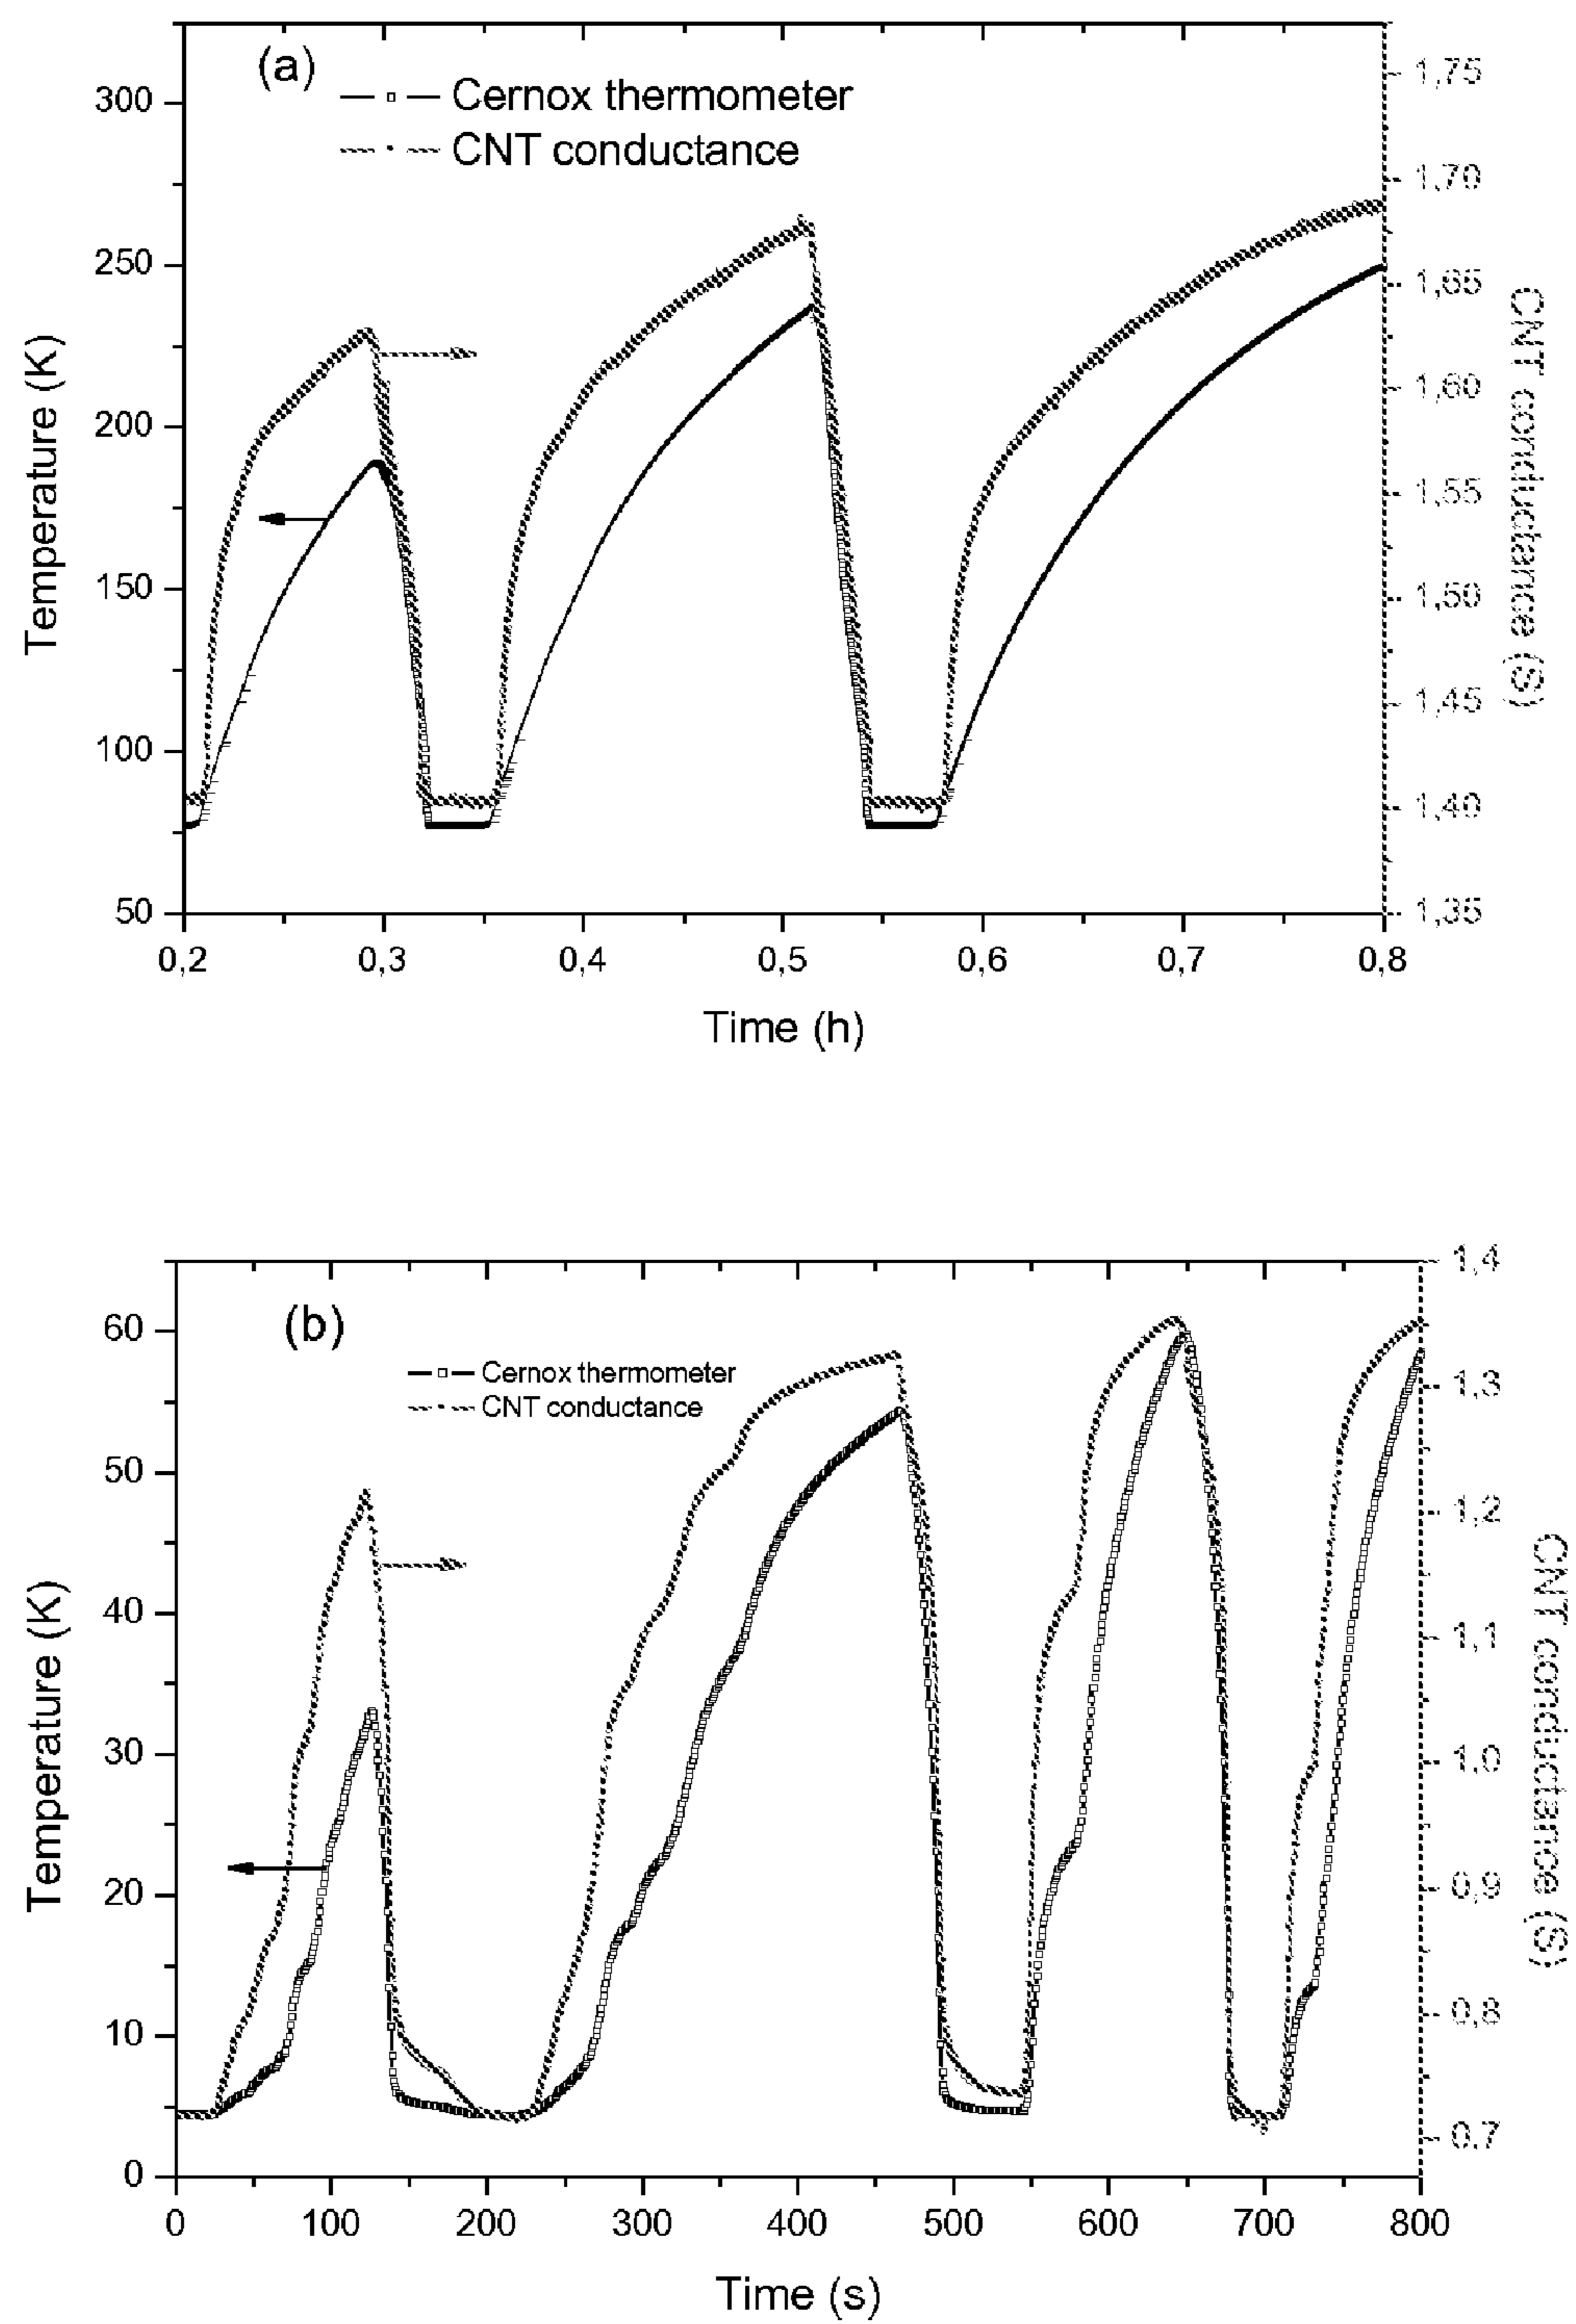 (a)
Cernox thermometer
CNT conductance
300
250
200
150
100
50
Temperature (K)
1,75
1,70
1,65
1,60
1,55
1,50
1,45
1,40
1,35
CNT conductance (S)
0,2 0,3 0,4 0,5 0,6 0,7 0,8
Time (h)
(b)
Cernox thermometer
CNT conductance
60
50
40
30
20
10
0
Temperature (K)
1,4
1,3
1,2
1,1
1,0
0,9
0,8
0,7
CNT conductance (S)
0 100 200 300 400 500 600 700 800
Time (s)